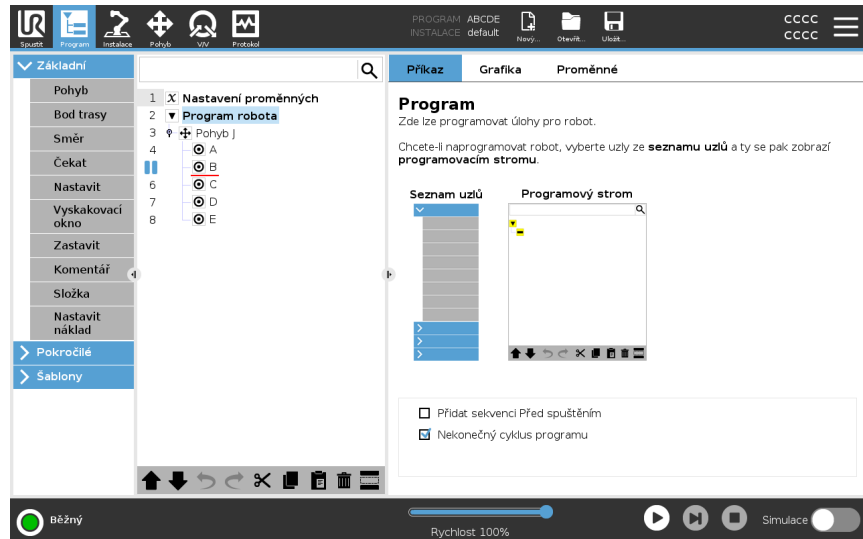 UR
PROGRAM ABCDE
INSTALACE default
cccc
cccc
Spustit
Program
Instalace
Pohyb
V/V
Protokol
Nový...
Otevřít...
Uložit...
Základní
Pohyb
Bod trasy
Směr
Čekat
Nastavit
Vyskakovací
okno
Zastavit
Komentář
Složka
Nastavit
náklad
Pokročilé
Šablony
1 X Nastavení proměnných
2 Program robota
3 Pohyb J
4 A
B
6 C
7 D
8 E
Příkaz Grafika Proměnné
Program
Zde lze programovat úlohy pro robot.
Chcete-li naprogramovat robot, vyberte uzly ze seznamu uzlů a ty se pak zobrazí
programovacím stromu.
Seznam uzlů
Programový strom
Přidat sekvenci Před spuštěním
Nekonečný cyklus programu
Běžný
Rychlost 100%
Simulace